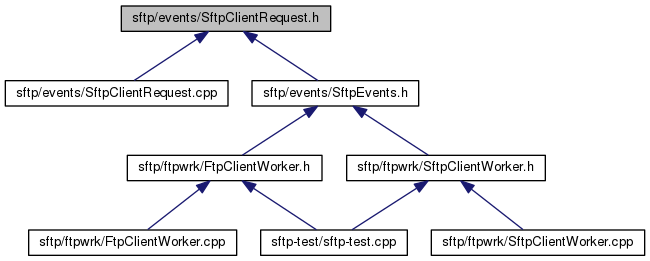 sftp/events/SftpClientRequest.h
sftp/events/SftpClientRequest.cpp
sftp/events/SftpEvents.h
sftp/ftpwrk/FtpClientWorker.h
sftp/ftpwrk/SftpClientWorker.h
sftp/ftpwrk/FtpClientWorker.cpp
sftp-test/sftp-test.cpp
sftp/ftpwrk/SftpClientWorker.cpp